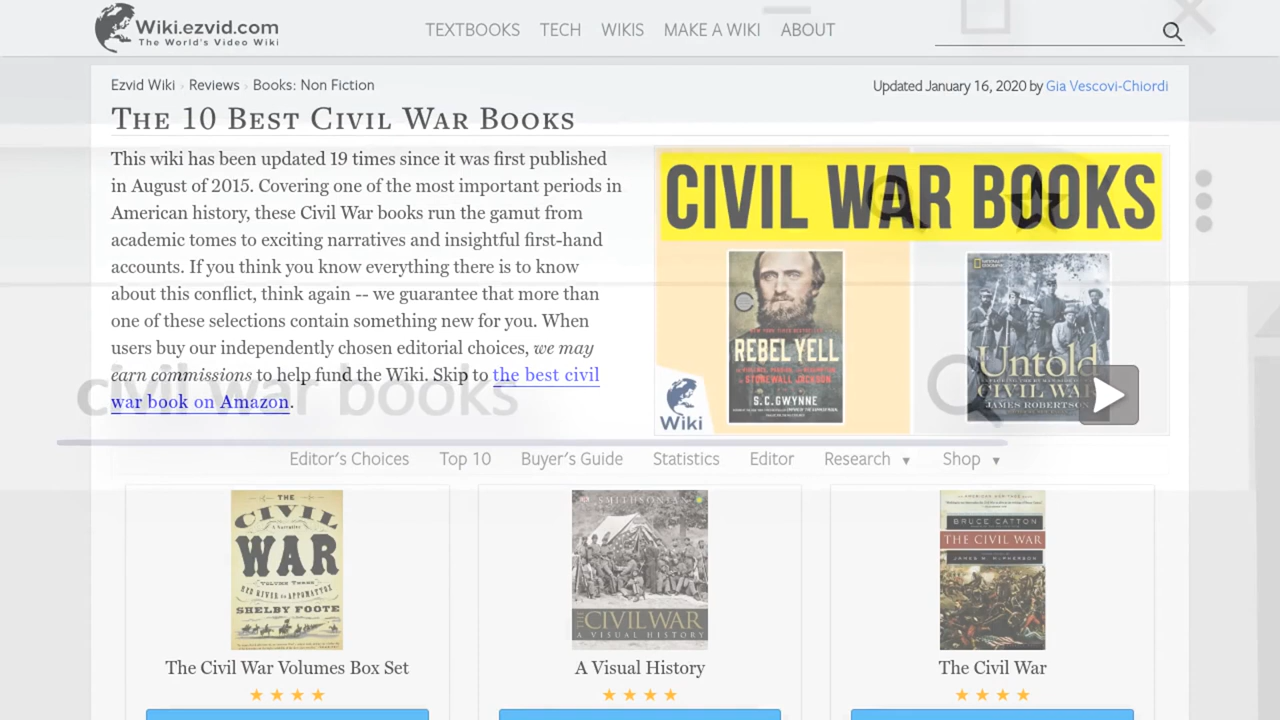 Wiki.ezvid.com
The World's Video Wiki
TEXTBOOKS TECH WIKIS MAKE A WIKI ABOUT
Ezvid Wiki › Reviews › Books: Non Fiction
Updated January 16, 2020 by Gia Vescovi-Chiordi
The 10 Best Civil War Books
This wiki has been updated 19 times since it was first published
in August of 2015. Covering one of the most important periods in
American history, these Civil War books run the gamut from
academic tomes to exciting narratives and insightful first-hand
accounts. If you think you know everything there is to know
about this conflict, think again -- we guarantee that more than
one of these selections contain something new for you. When
users buy our independently chosen editorial choices, we may
earn commissions to help fund the Wiki. Skip to the best civil
war book on Amazon.
civil war books
CIVIL WAR BOOKS
REBEL YELL
STONEWALL JACKSON
S.C. GWYNNE
Wiki
Untold
CIVIL WAR
JAMES ROBERTSON
Editor's Choices Top 10 Buyer's Guide Statistics Editor Research ▼ Shop ▼
THE
CIVIL
A Narrative
WAR
VOLUME THREE
RED RIVER to APPOMATTOX
SHELBY FOOTE
The Civil War Volumes Box Set
SMITHSONIAN
THE CIVIL WAR
A VISUAL HISTORY
A Visual History
BRUCE CATTON
THE CIVIL WAR
JAMES M. McPHERSON
The Civil War